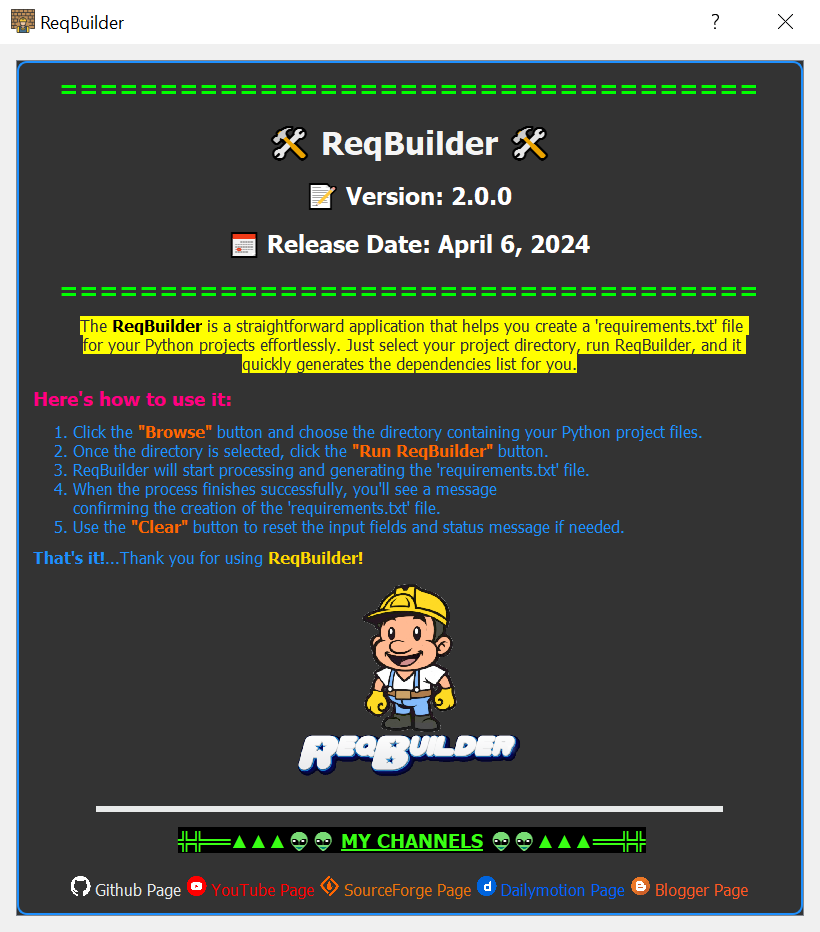 ReqBuilder
======================================
🛠 ReqBuilder 🛠
📝 Version: 2.0.0
📅 Release Date: April 6, 2024
======================================
The ReqBuilder is a straightforward application that helps you create a 'requirements.txt' file
for your Python projects effortlessly. Just select your project directory, run ReqBuilder, and it
quickly generates the dependencies list for you.
Here's how to use it:
1. Click the "Browse" button and choose the directory containing your Python project files.
2. Once the directory is selected, click the "Run ReqBuilder" button.
3. ReqBuilder will start processing and generating the 'requirements.txt' file.
4. When the process finishes successfully, you'll see a message
confirming the creation of the 'requirements.txt' file.
5. Use the "Clear" button to reset the input fields and status message if needed.
That's it!...Thank you for using ReqBuilder!
ReqBuilder
╬╬══▲▲▲👽👽 MY CHANNELS 👽👽▲▲▲══╬╬
Github Page YouTube Page SourceForge Page Dailymotion Page Blogger Page